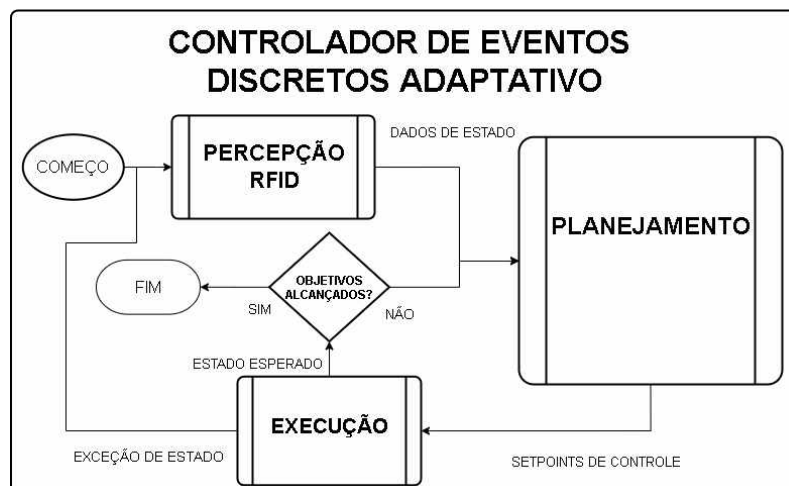 CONTROLADOR DE EVENTOS
DISCRETOS ADAPTATIVO
COMEÇO
PERCEPÇÃO
RFID
DADOS DE ESTADO
PLANEJAMENTO
OBJETIVOS
ALCANÇADOS?
FIM
SIM
NÃO
ESTADO ESPERADO
EXECUÇÃO
EXCEÇÃO DE ESTADO
SETPOINTS DE CONTROLE